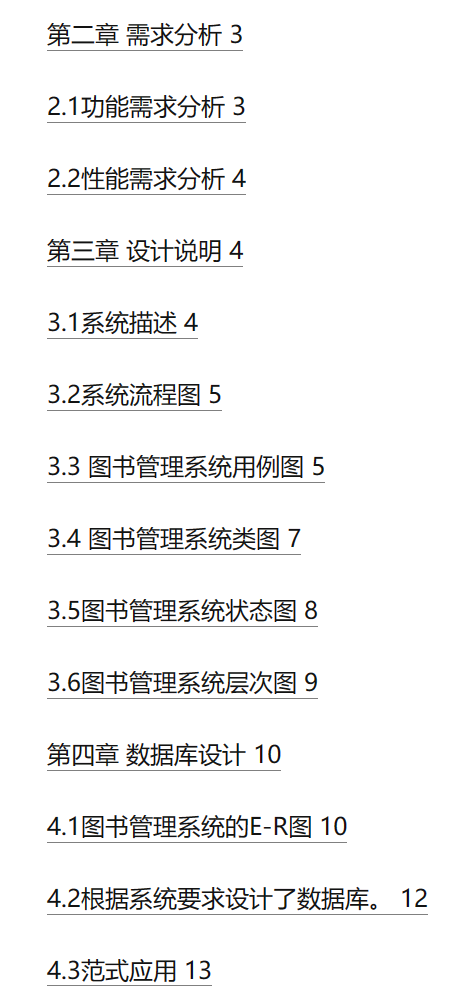 第二章 需求分析 3
2.1功能需求分析 3
2.2性能需求分析 4
第三章 设计说明 4
3.1系统描述 4
3.2系统流程图 5
3.3 图书管理系统用例图 5
3.4 图书管理系统类图 7
3.5图书管理系统状态图 8
3.6图书管理系统层次图 9
第四章 数据库设计 10
4.1图书管理系统的E-R图 10
4.2根据系统要求设计了数据库。 12
4.3范式应用 13